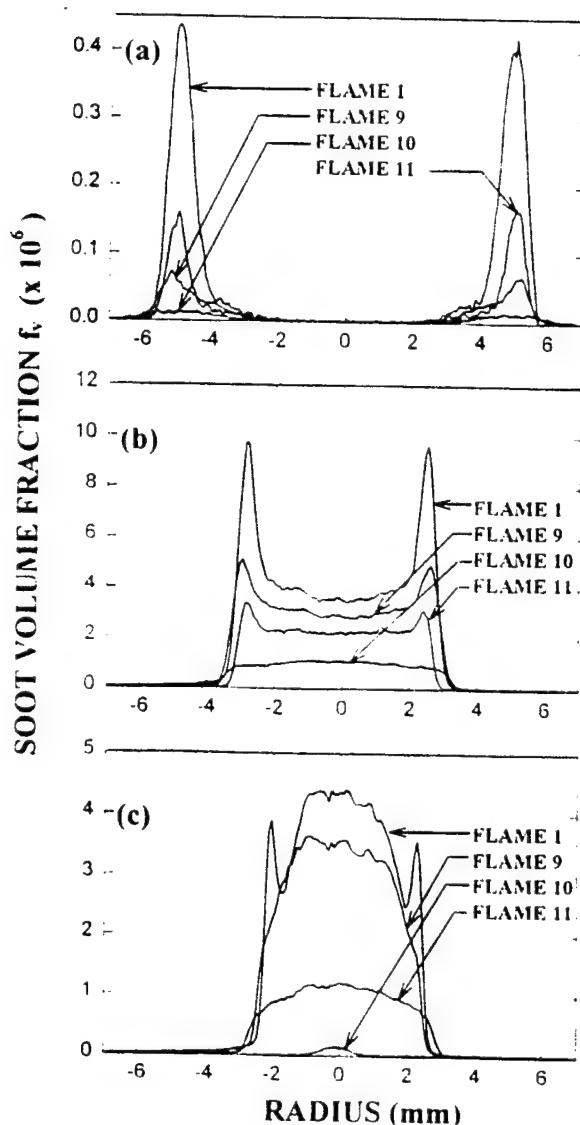 SOOT VOLUME FRACTION fv (x 10^6)
(a)
0.4
0.3
0.2
0.1
0.0
FLAME 1
FLAME 9
FLAME 10
FLAME 11
-6 -4 -2 0 2 4 6
(b)
12
10
8
6
4
2
0
FLAME 1
FLAME 9
FLAME 10
FLAME 11
-6 -4 -2 0 2 4 6
(c)
5
4
3
2
1
0
FLAME 1
FLAME 9
FLAME 10
FLAME 11
-6 -4 -2 0 2 4 6
RADIUS (mm)